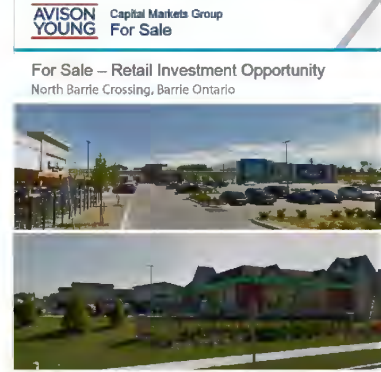 AVISON
YOUNG
Capital Markets Group
For Sale
For Sale – Retail Investment Opportunity
North Barrie Crossing, Barrie Ontario